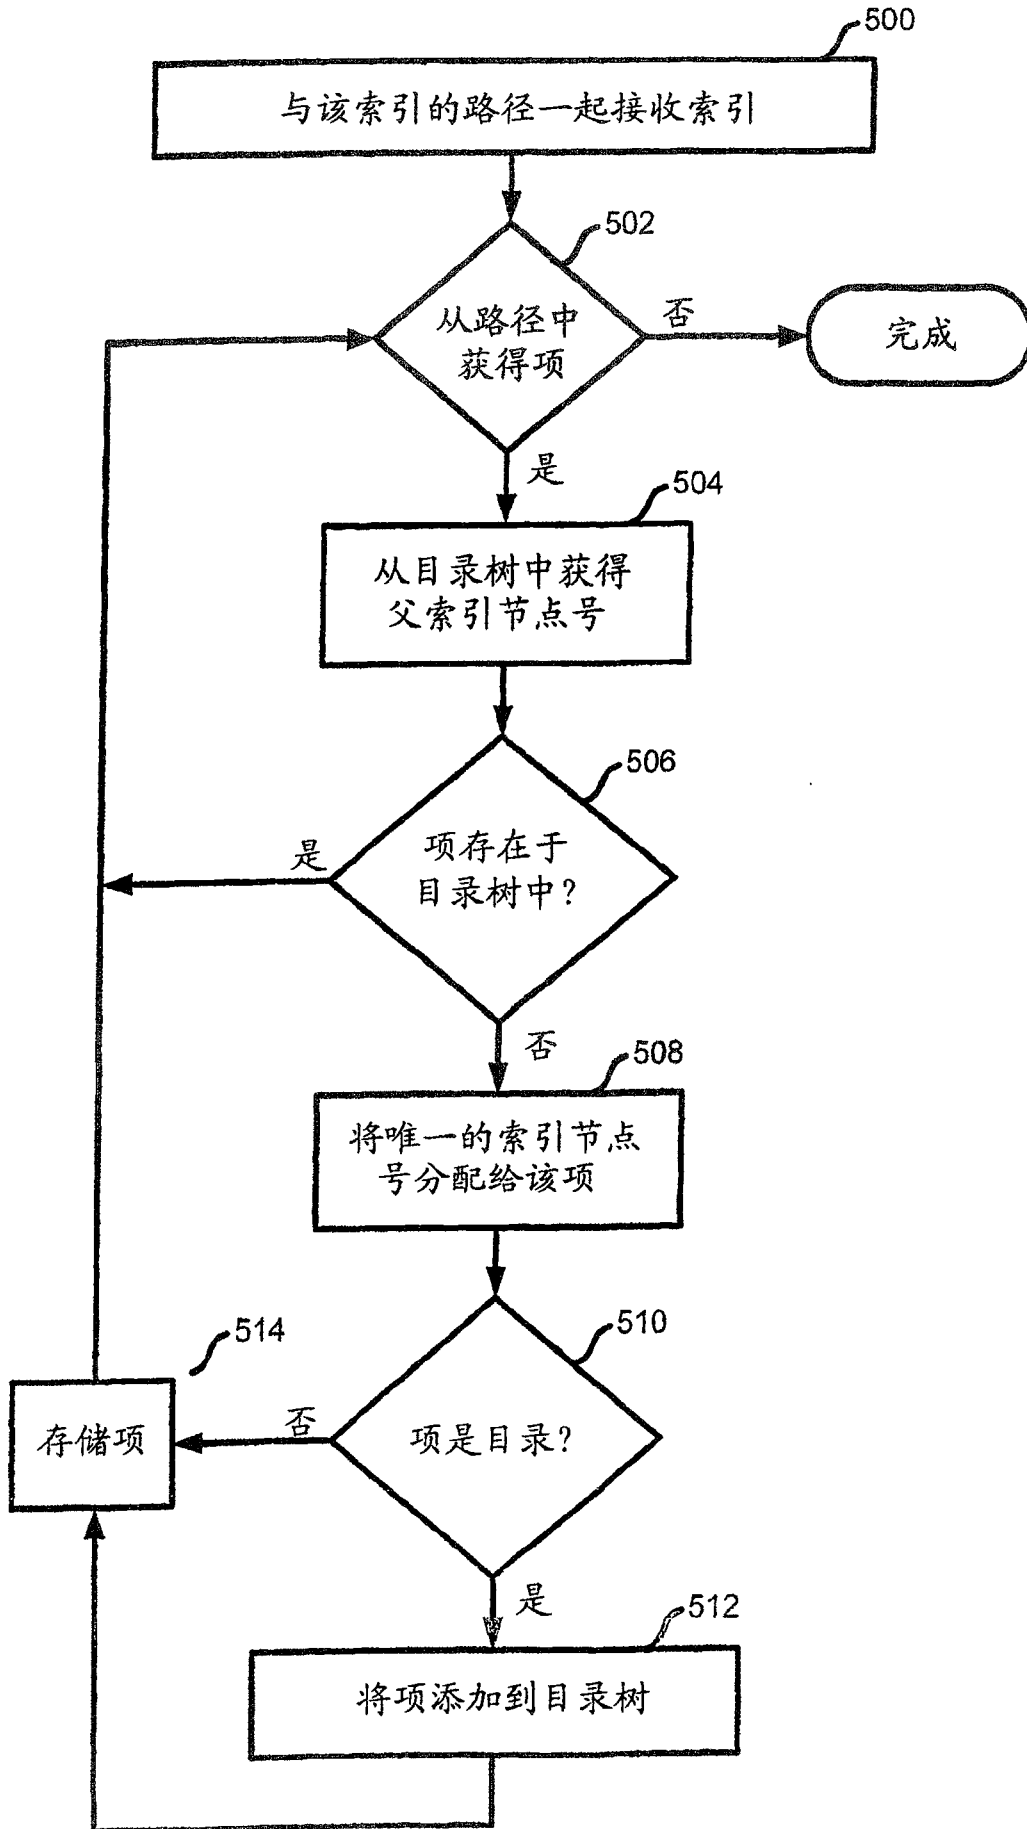 500
与该索引的路径一起接收索引
502
从路径中
获得项
否
完成
是
504
从目录树中获得
父索引节点号
506
项存在于
目录树中?
是
否
508
将唯一的索引节点
号分配给该项
510
514
项是目录?
否
存储项
是
512
将项添加到目录树